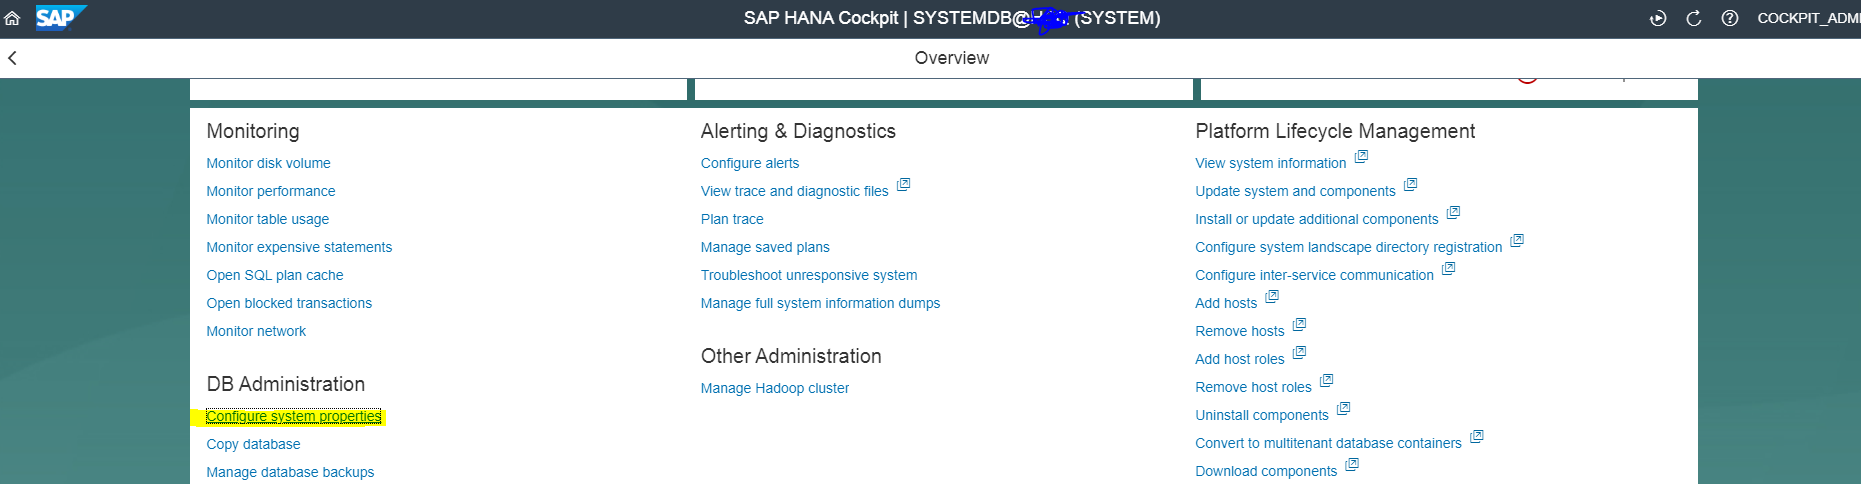 SAP SAP HANA Cockpit | SYSTEMDB@ (SYSTEM) COCKPIT_ADMI
Overview
Monitoring
Monitor disk volume
Monitor performance
Monitor table usage
Monitor expensive statements
Open SQL plan cache
Open blocked transactions
Monitor network
DB Administration
Configure system properties
Copy database
Manage database backups
Alerting & Diagnostics
Configure alerts
View trace and diagnostic files
Plan trace
Manage saved plans
Troubleshoot unresponsive system
Manage full system information dumps
Other Administration
Manage Hadoop cluster
Platform Lifecycle Management
View system information
Update system and components
Install or update additional components
Configure system landscape directory registration
Configure inter-service communication
Add hosts
Remove hosts
Add host roles
Remove host roles
Uninstall components
Convert to multitenant database containers
Download components